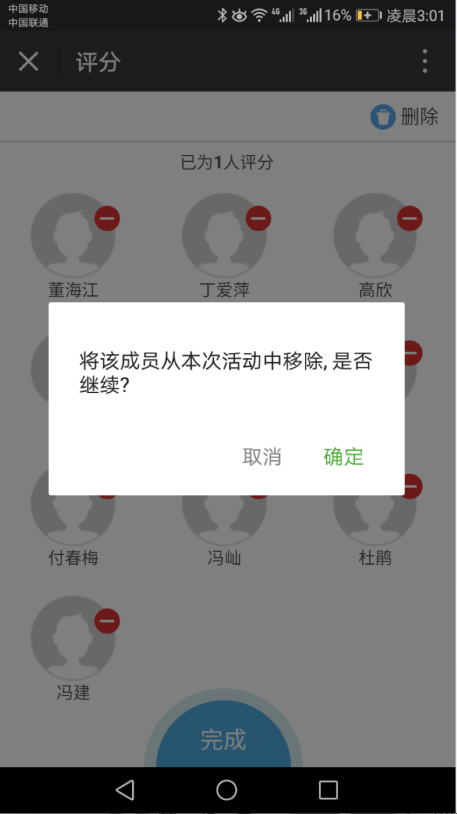 中国移动
中国联通
4G 3G 16% 凌晨3:01
评分
删除
已为1人评分
董海江 丁爱萍 高欣
将该成员从本次活动中移除, 是否
继续?
取消 确定
付春梅 冯屾 杜鹃
冯建
完成